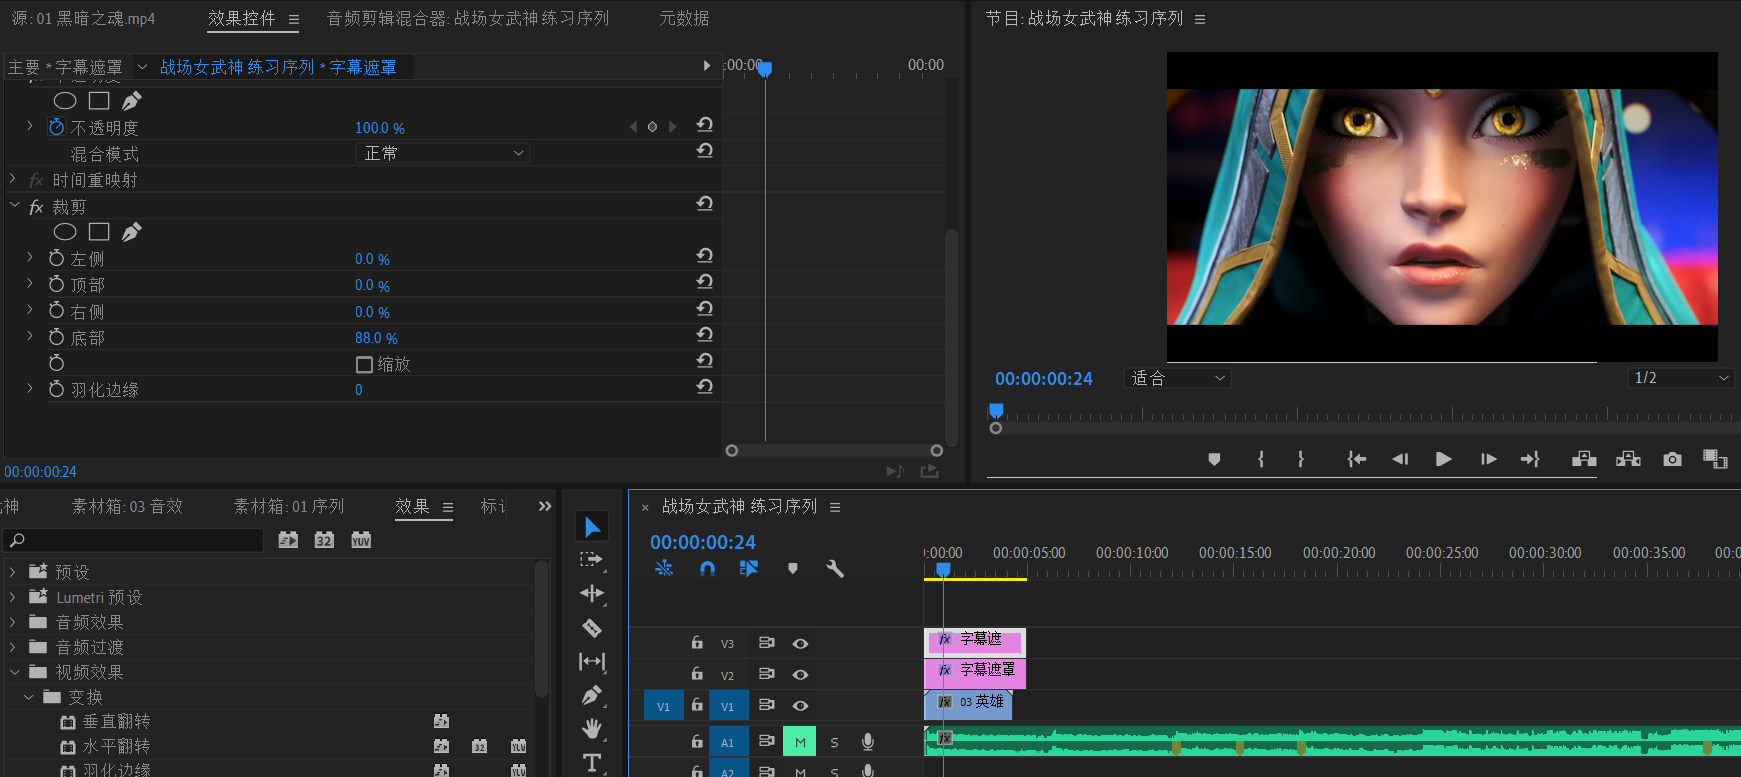 源: 01 黑暗之魂.mp4
效果控件
音频剪辑混合器: 战场女武神 练习序列
元数据
节目: 战场女武神 练习序列
主要 * 字幕遮罩
战场女武神 练习序列 * 字幕遮罩
:00:00
00:00
不透明度
100.0 %
混合模式
正常
fx 时间重映射
fx 裁剪
左侧
0.0 %
顶部
0.0 %
右侧
0.0 %
底部
88.0 %
缩放
羽化边缘
0
00:00:00:24
00:00:00:24
适合
1/2
神
素材箱: 03 音效
素材箱: 01 序列
效果
标
32
YUV
预设
Lumetri 预设
音频效果
音频过渡
视频效果
变换
垂直翻转
水平翻转
32
YUV
羽化边缘
T
× 战场女武神 练习序列
00:00:00:24
:00:00
00:00:05:00
00:00:10:00
00:00:15:00
00:00:20:00
00:00:25:00
00:00:30:00
00:00:35:00
00:0
V3
fx 字幕遮
V2
fx 字幕遮罩
V1
V1
fx 03 英雄
A1
M
S
fx
A2
M
S